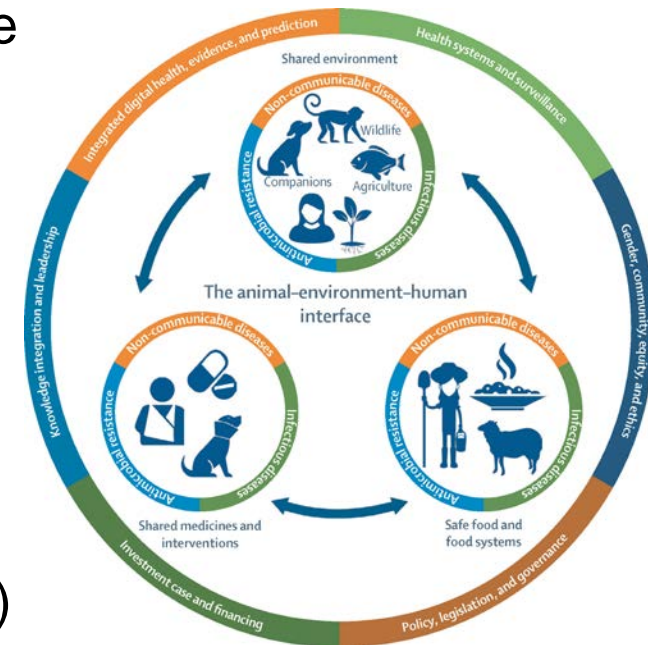 e
Integrated digital health, evidence, and prediction
Health systems and surveillance
Shared environment
Non-communicable diseases
Wildlife
Companions
Agriculture
Antimicrobial resistance
Infectious diseases
Knowledge integration and leadership
Gender, community, equity, and ethics
The animal–environment–human
interface
Non-communicable diseases
Antimicrobial resistance
Infectious diseases
Non-communicable diseases
Antimicrobial resistance
Infectious diseases
Shared medicines and
interventions
Safe food and
food systems
Investment case and financing
Policy, legislation, and governance
)